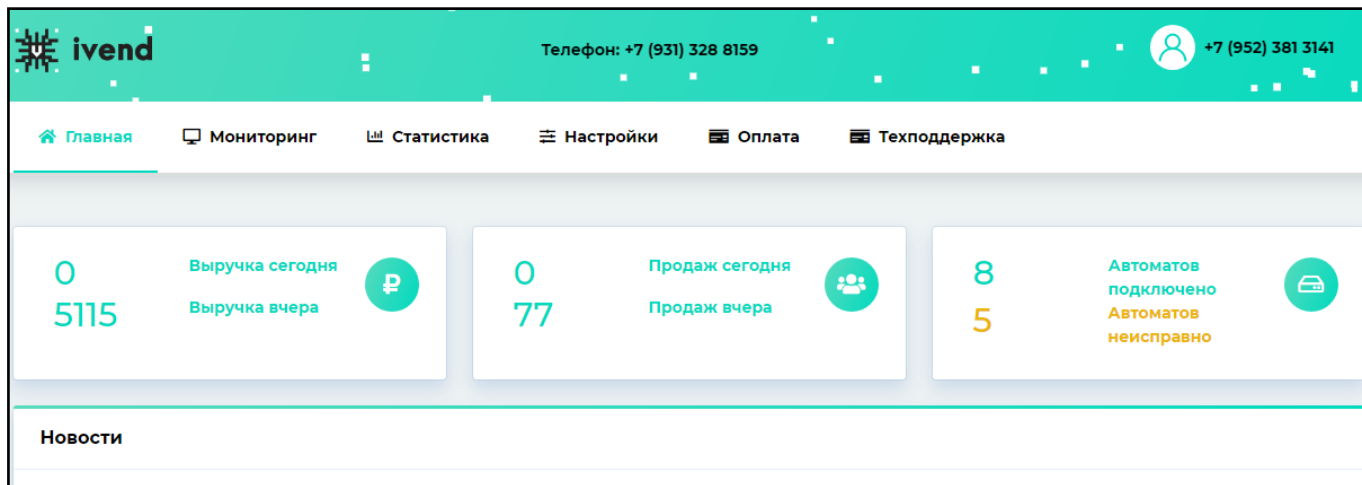 ivend
Телефон: +7 (931) 328 8159
+7 (952) 381 3141
Главная
Мониторинг
Статистика
Настройки
Оплата
Техподдержка
0
Выручка сегодня
5115
Выручка вчера
0
Продаж сегодня
77
Продаж вчера
8
Автоматов
подключено
5
Автоматов
неисправно
Новости